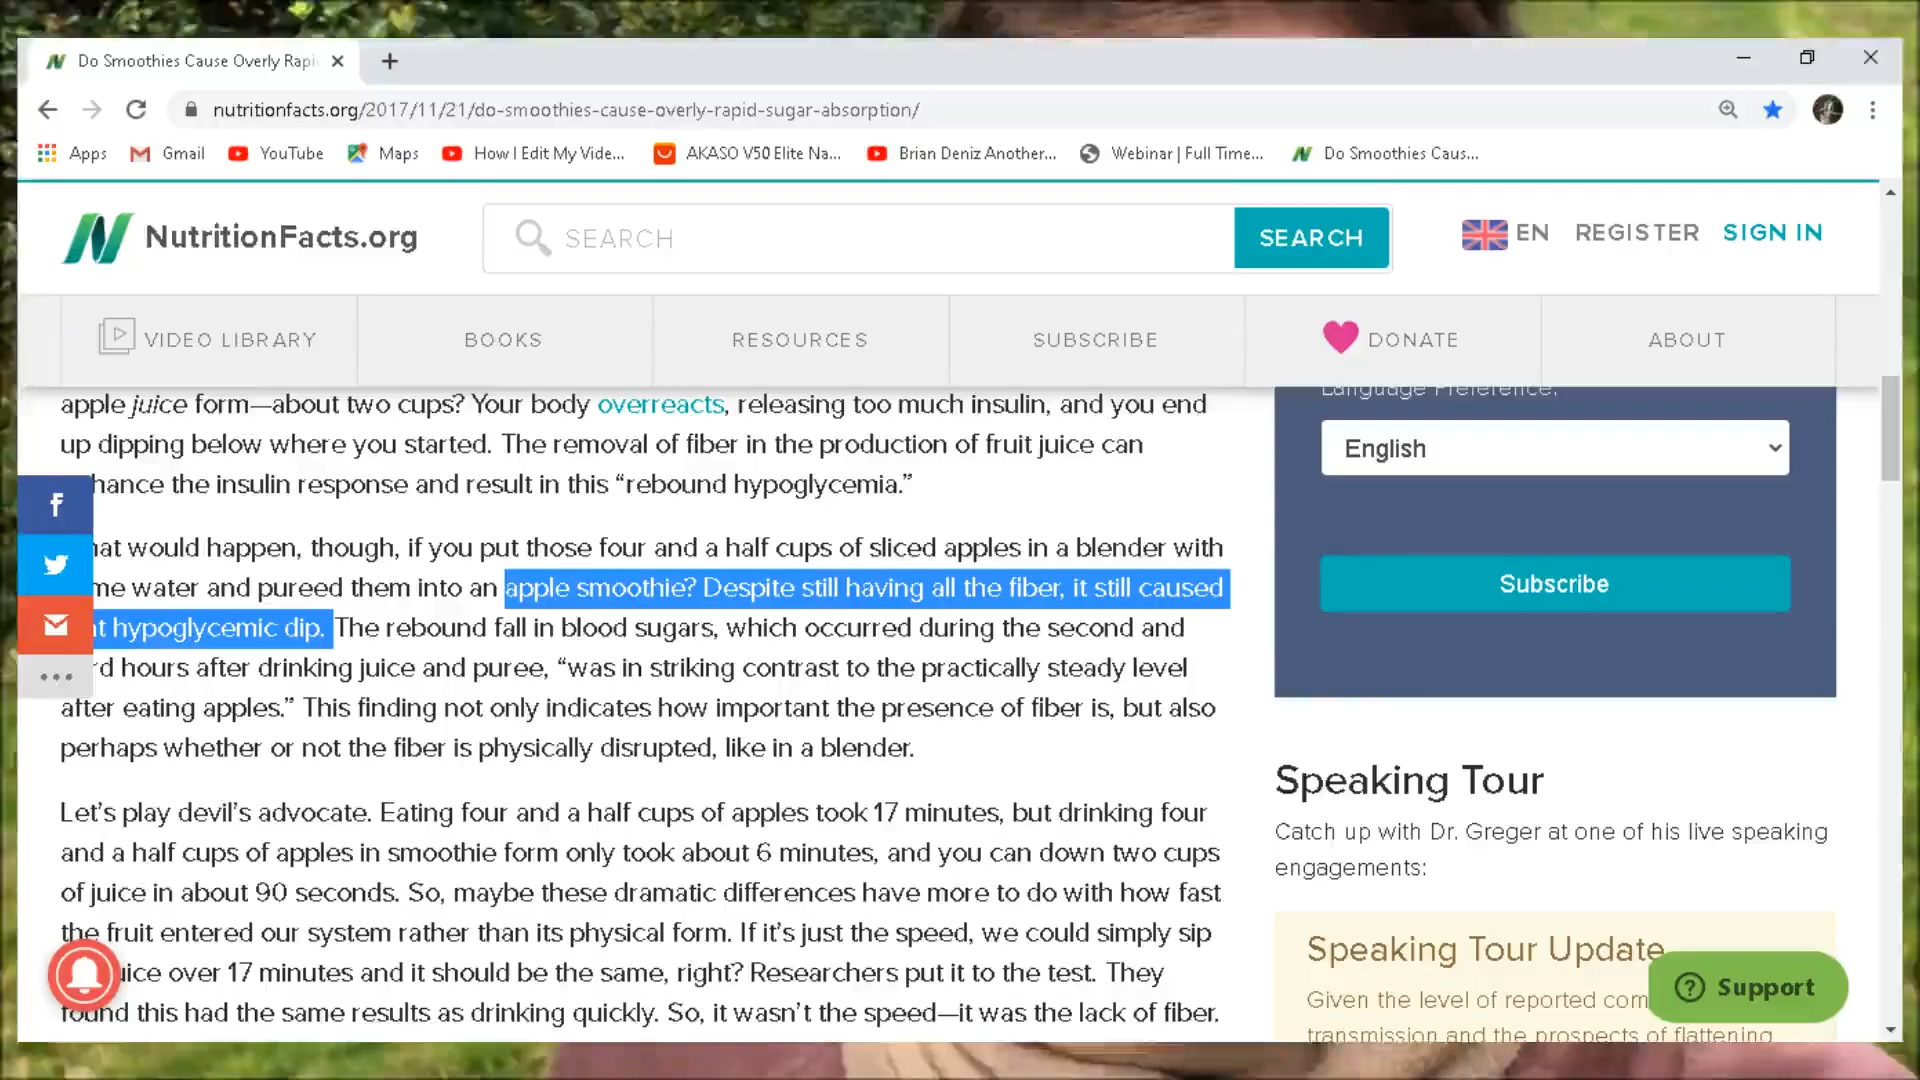 Do Smoothies Cause Overly Rapi
nutritionfacts.org/2017/11/21/do-smoothies-cause-overly-rapid-sugar-absorption/
Apps Gmail YouTube Maps How I Edit My Vide... AKASO V50 Elite Na... Brian Deniz Another... Webinar | Full Time... Do Smoothies Caus...
NutritionFacts.org SEARCH SEARCH EN REGISTER SIGN IN
VIDEO LIBRARY BOOKS RESOURCES SUBSCRIBE DONATE ABOUT
apple juice form—about two cups? Your body overreacts, releasing too much insulin, and you end
up dipping below where you started. The removal of fiber in the production of fruit juice can
hance the insulin response and result in this “rebound hypoglycemia.”
hat would happen, though, if you put those four and a half cups of sliced apples in a blender with
me water and pureed them into an apple smoothie? Despite still having all the fiber, it still caused
t hypoglycemic dip. The rebound fall in blood sugars, which occurred during the second and
rd hours after drinking juice and puree, “was in striking contrast to the practically steady level
after eating apples.” This finding not only indicates how important the presence of fiber is, but also
perhaps whether or not the fiber is physically disrupted, like in a blender.
Let’s play devil’s advocate. Eating four and a half cups of apples took 17 minutes, but drinking four
and a half cups of apples in smoothie form only took about 6 minutes, and you can down two cups
of juice in about 90 seconds. So, maybe these dramatic differences have more to do with how fast
the fruit entered our system rather than its physical form. If it’s just the speed, we could simply sip
uice over 17 minutes and it should be the same, right? Researchers put it to the test. They
found this had the same results as drinking quickly. So, it wasn’t the speed—it was the lack of fiber.
Language Preference:
English
Subscribe
Speaking Tour
Catch up with Dr. Greger at one of his live speaking
engagements:
Speaking Tour Update
Given the level of reported com
transmission and the prospects of flattening
Support